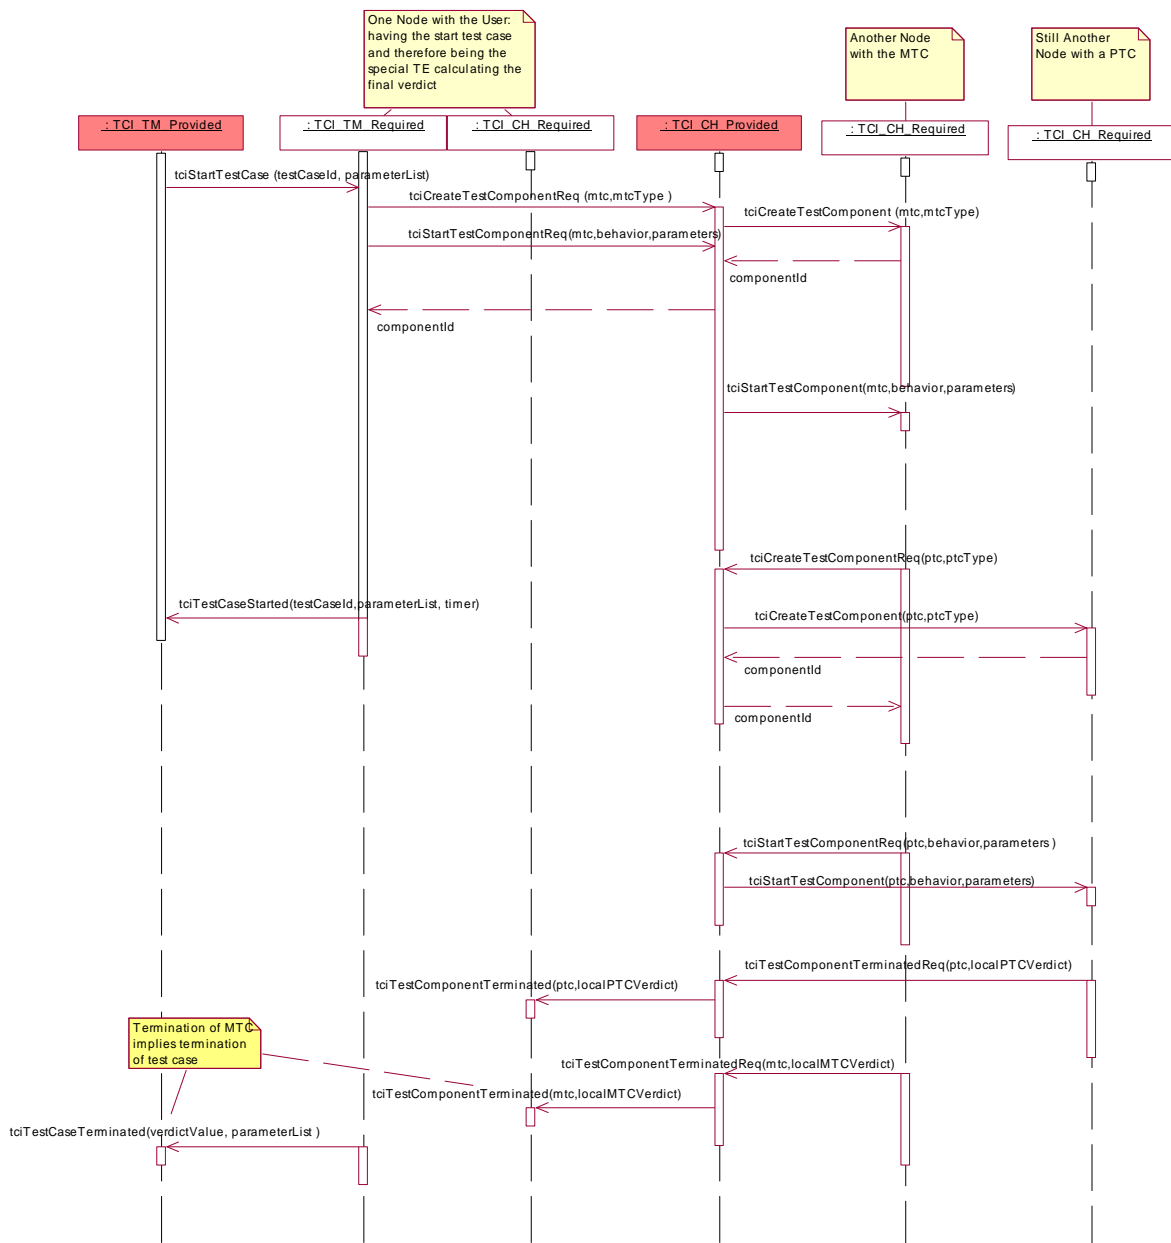 One Node with the User:
having the start test case
and therefore being the
special TE calculating the
final verdict
Another Node
with the MTC
Still Another
Node with a PTC
: TCI_TM_Provided
: TCI_TM_Required
: TCI_CH_Required
: TCI_CH_Provided
: TCI_CH_Required
: TCI_CH_Required
tciStartTestCase (testCaseId, parameterList)
tciCreateTestComponentReq (mtc,mtcType )
tciCreateTestComponent (mtc,mtcType)
tciStartTestComponentReq(mtc,behavior,parameters)
componentId
componentId
tciStartTestComponent(mtc,behavior,parameters)
tciCreateTestComponentReq(ptc,ptcType)
tciTestCaseStarted(testCaseId,parameterList, timer)
tciCreateTestComponent(ptc,ptcType)
componentId
componentId
tciStartTestComponentReq(ptc,behavior,parameters )
tciStartTestComponent(ptc,behavior,parameters)
tciTestComponentTerminatedReq(ptc,localPTCVerdict)
tciTestComponentTerminated(ptc,localPTCVerdict)
Termination of MTC
implies termination
of test case
tciTestComponentTerminatedReq(mtc,localMTCVerdict)
tciTestComponentTerminated(mtc,localMTCVerdict)
tciTestCaseTerminated(verdictValue, parameterList )